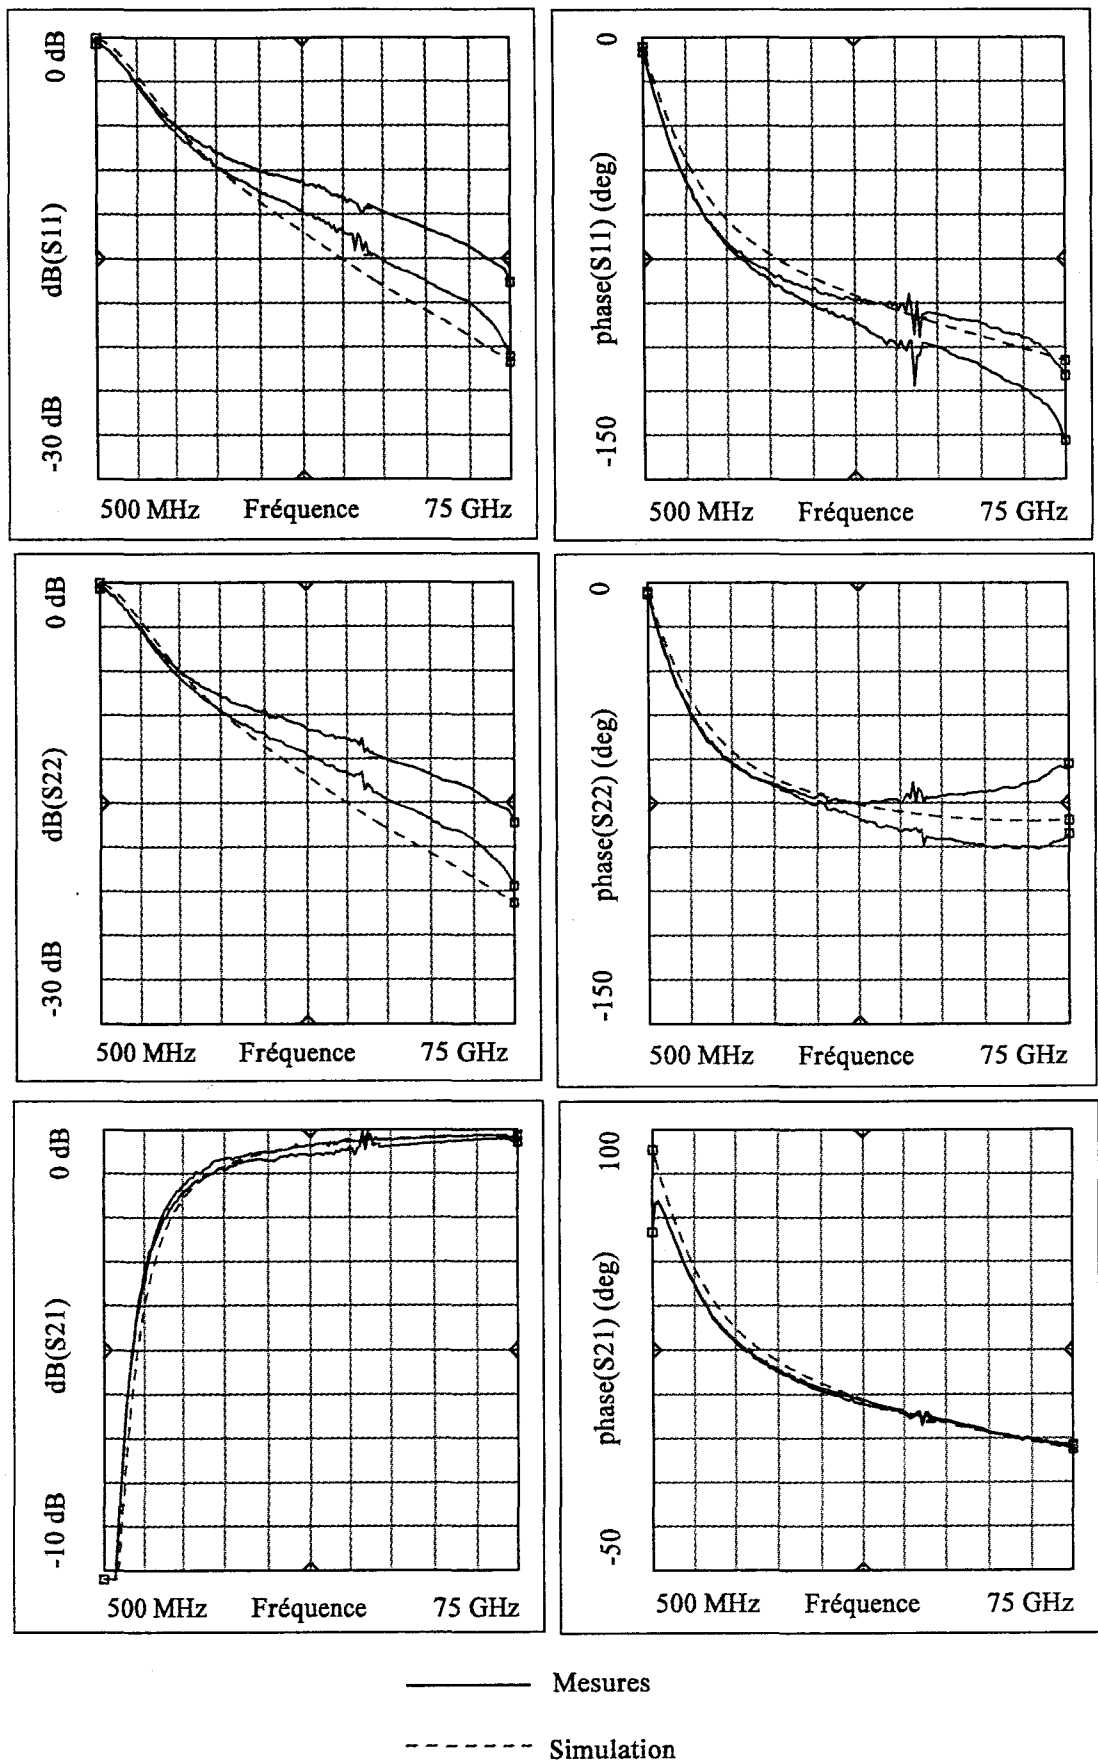 0 dB
dB(S11)
-30 dB
500 MHz Fréquence 75 GHz
0
phase(S11) (deg)
-150
500 MHz Fréquence 75 GHz
0 dB
dB(S22)
-30 dB
500 MHz Fréquence 75 GHz
0
phase(S22) (deg)
-150
500 MHz Fréquence 75 GHz
0 dB
dB(S21)
-10 dB
500 MHz Fréquence 75 GHz
100
phase(S21) (deg)
-50
500 MHz Fréquence 75 GHz
Mesures
Simulation